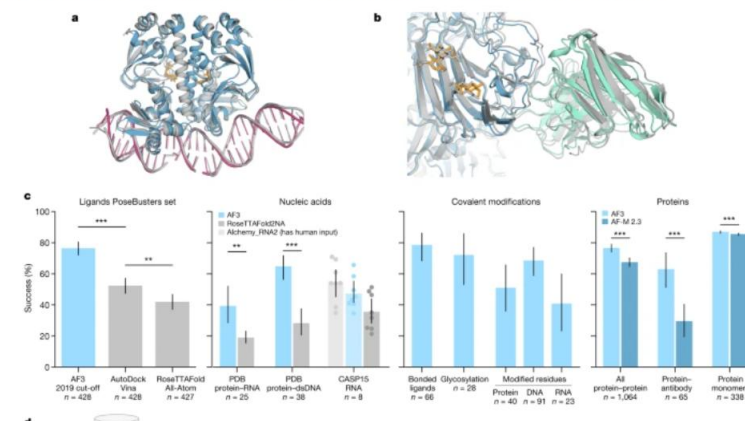 a
b
c
Ligands PoseBusters set
Nucleic acids
Covalent modifications
Proteins
Success (%)
100
80
60
40
20
0
***
**
AF3
2019 cut-off
n = 428
AutoDock
Vina
n = 428
RoseTTAFold
All-Atom
n = 427
AF3
RoseTTAFold2NA
Alchemy_RNA2 (has human input)
**
***
PDB
protein–RNA
n = 25
PDB
protein–dsDNA
n = 38
CASP15
RNA
n = 8
Bonded
ligands
n = 66
Glycosylation
n = 28
Modified residues
Protein
n = 40
DNA
n = 91
RNA
n = 23
AF3
AF-M 2.3
***
***
***
All
protein–protein
n = 1,064
Protein–
antibody
n = 65
Protein
monomer
n = 338